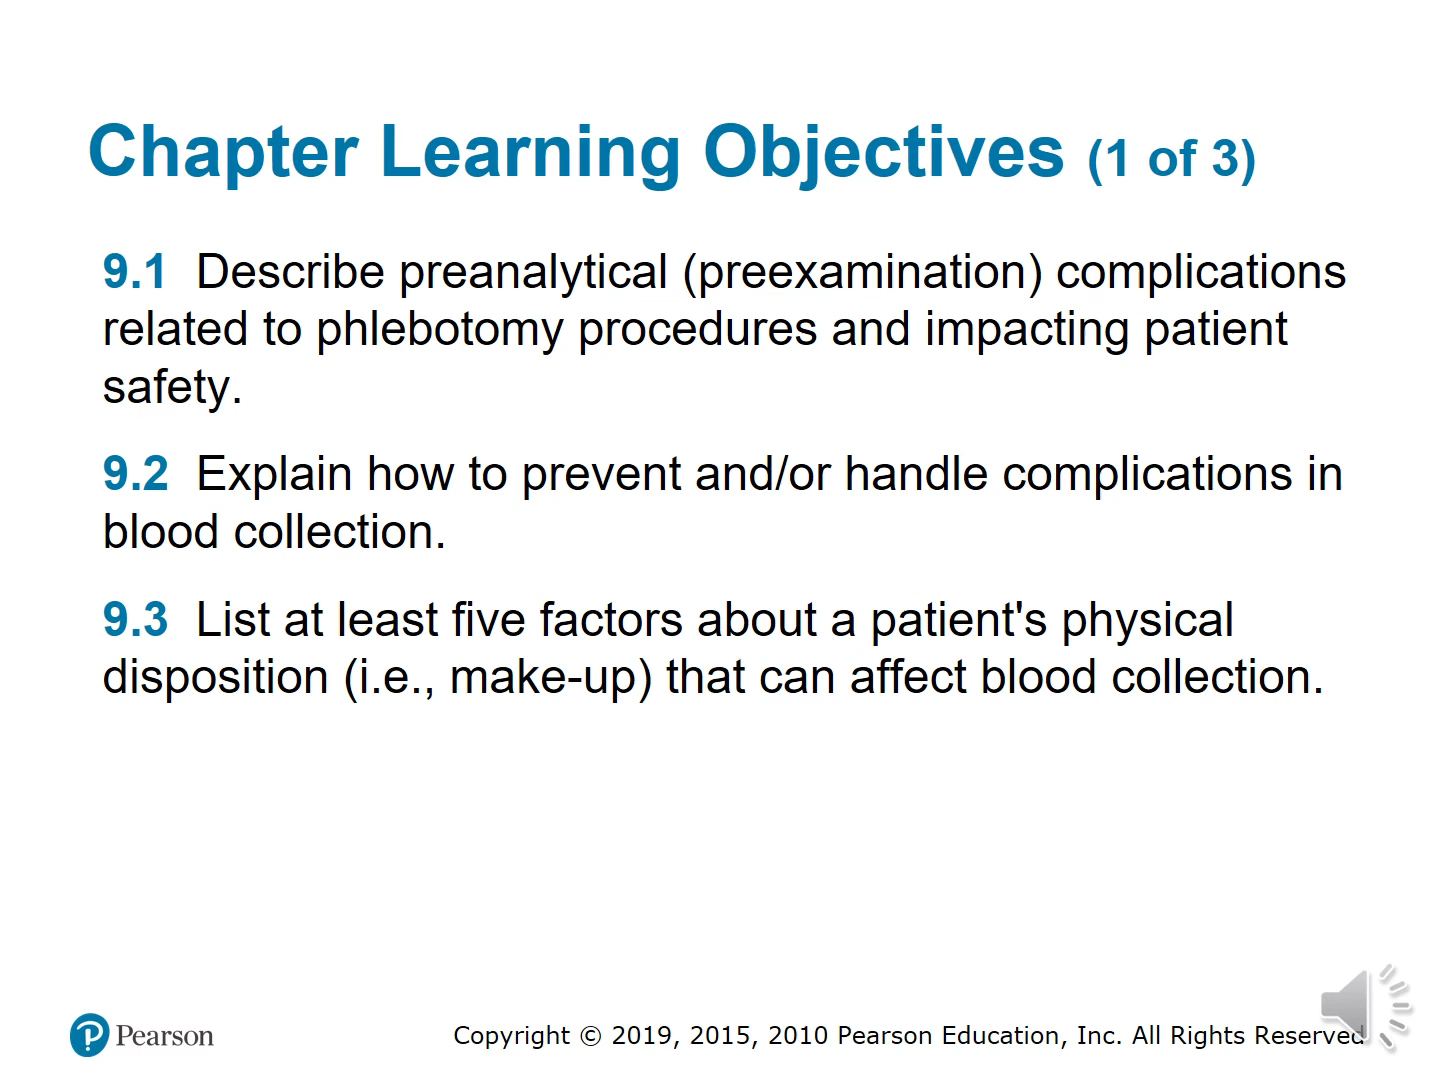 Chapter Learning Objectives (1 of 3)
9.1 Describe preanalytical (preexamination) complications
related to phlebotomy procedures and impacting patient
safety.
9.2 Explain how to prevent and/or handle complications in
blood collection.
9.3 List at least five factors about a patient's physical
disposition (i.e., make-up) that can affect blood collection.
Pearson
Copyright © 2019, 2015, 2010 Pearson Education, Inc. All Rights Reserved